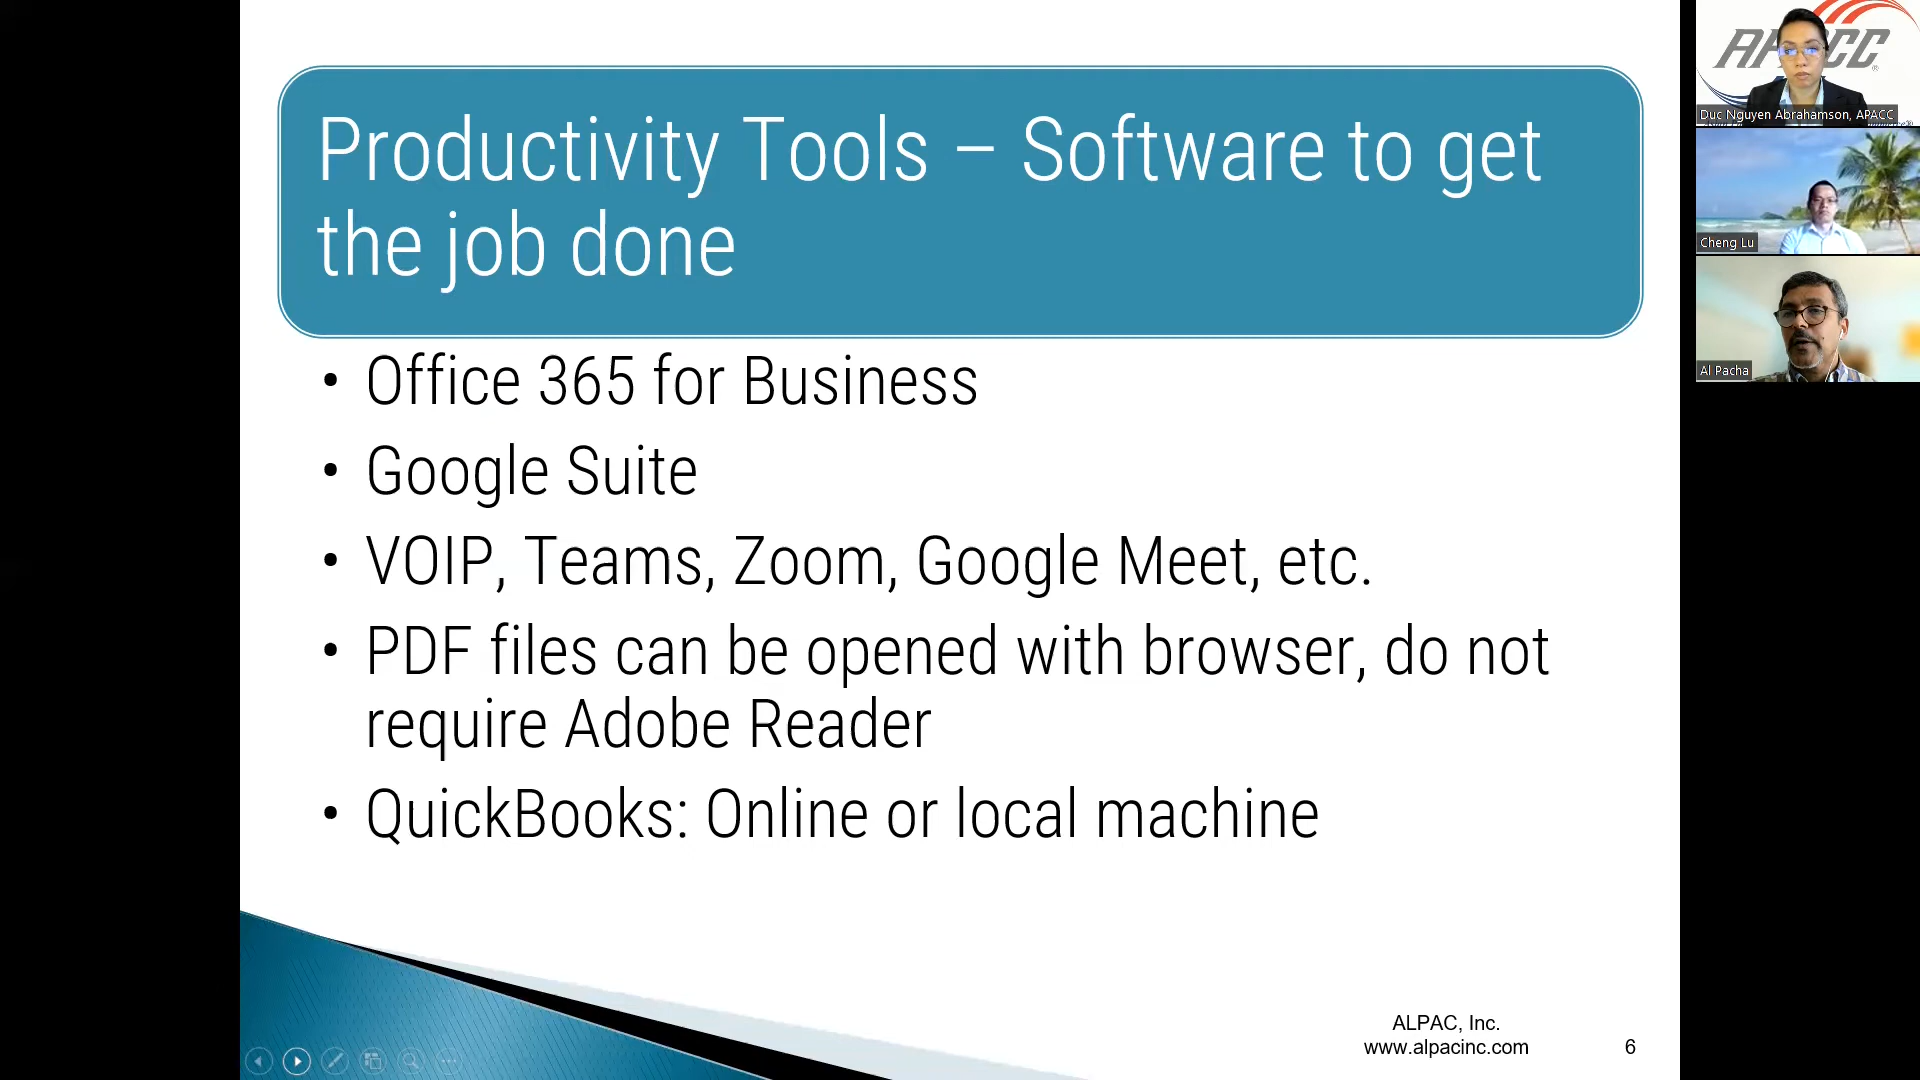 Productivity Tools – Software to get
the job done
• Office 365 for Business
• Google Suite
• VOIP, Teams, Zoom, Google Meet, etc.
• PDF files can be opened with browser, do not
require Adobe Reader
• QuickBooks: Online or local machine
ALPAC, Inc.
www.alpacinc.com
6
Duc Nguyen Abrahamson, APACC
Cheng Lu
Al Pacha